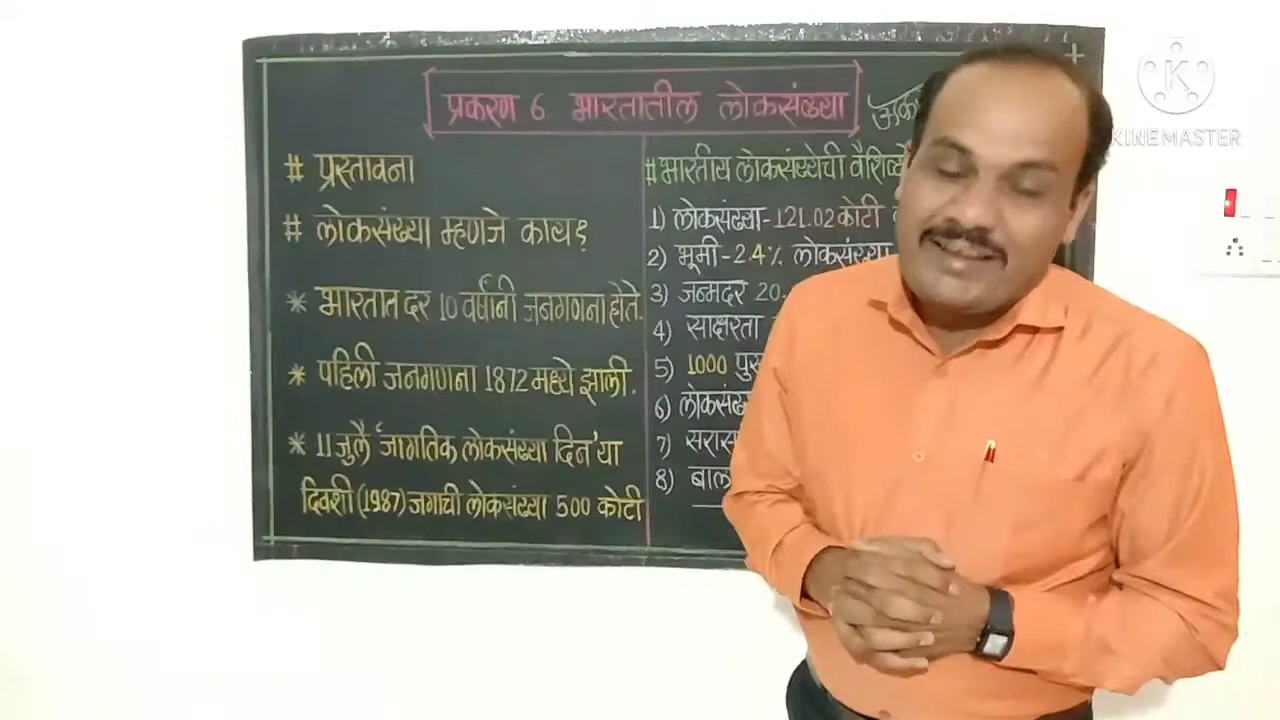 प्रकरण 6 भारतातील लोकसंख्या
# प्रस्तावना
# लोकसंख्या म्हणजे काय?
* भारतात दर 10 वर्षांनी जनगणना होते.
* पहिली जनगणना 1872 मध्ये झाली.
* 11 जुलै 'जागतिक लोकसंख्या दिन' या
दिवशी (1987) जगाची लोकसंख्या 500 कोटी
# भारतीय लोकसंख्येची
1) लोकसंख्या - 121.02 कोटी
2) भूमी - 2.4% लोकसंख्या
3) जन्मदर 20.
4) साक्षरता
5) 1000
6)
7)
8)
KINEMASTER